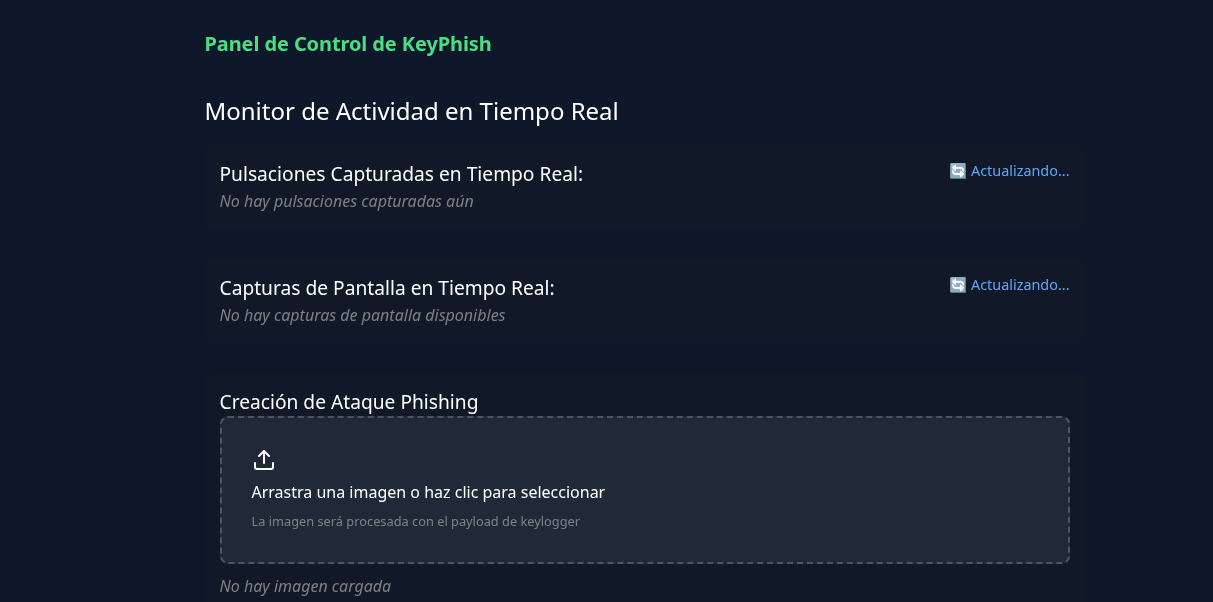 Panel de Control de KeyPhish
Monitor de Actividad en Tiempo Real
Pulsaciones Capturadas en Tiempo Real:
🔄 Actualizando...
No hay pulsaciones capturadas aún
Capturas de Pantalla en Tiempo Real:
🔄 Actualizando...
No hay capturas de pantalla disponibles
Creación de Ataque Phishing
Arrastra una imagen o haz clic para seleccionar
La imagen será procesada con el payload de keylogger
No hay imagen cargada